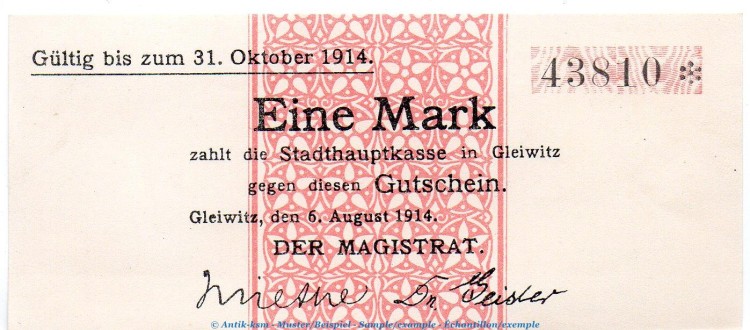 Gültig bis zum 31. Oktober 1914.
43810 *
Eine Mark
zahlt die Stadthauptkasse in Gleiwitz
gegen diesen Gutschein.
Gleiwitz, den 6. August 1914.
DER MAGISTRAT.
Miethe Dr. Geisler
© Antik-ksm - Muster/Beispiel - Sample/example - Échantillon/exemple